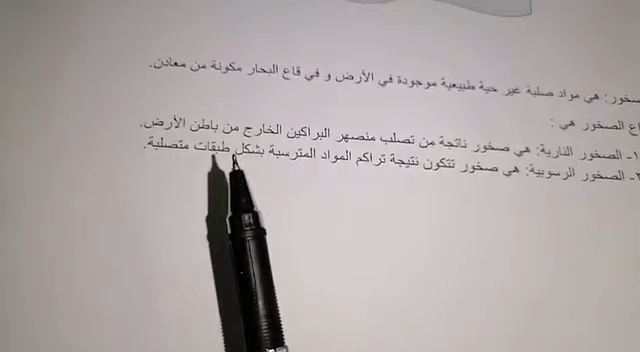 صخور: هي مواد صلبة غير حية طبيعية موجودة في الأرض و في قاع البحار مكونة من معادن.
اع الصخور هي :
١- الصخور النارية: هي صخور ناتجة من تصلب منصهر البراكين الخارج من باطن الأرض.
٢- الصخور الرسوبية: هي صخور تتكون نتيجة تراكم المواد المترسبة بشكل طبقات متصلبة.